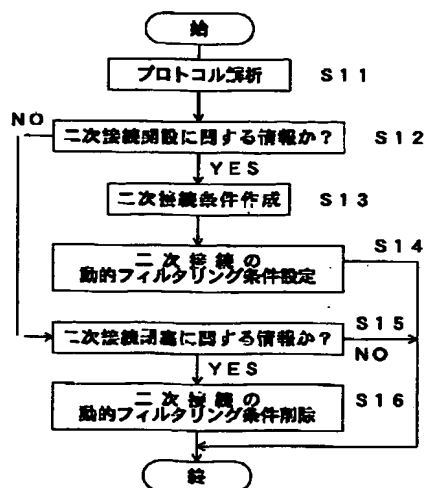 始
プロトコル解析 S11
NO
二次接続開設に関する情報か? S12
YES
二次接続条件作成 S13
二次接続の S14
動的フィルタリング条件設定
二次接続閉塞に関する情報か? S15
NO
YES
二次接続の S16
動的フィルタリング条件削除
終